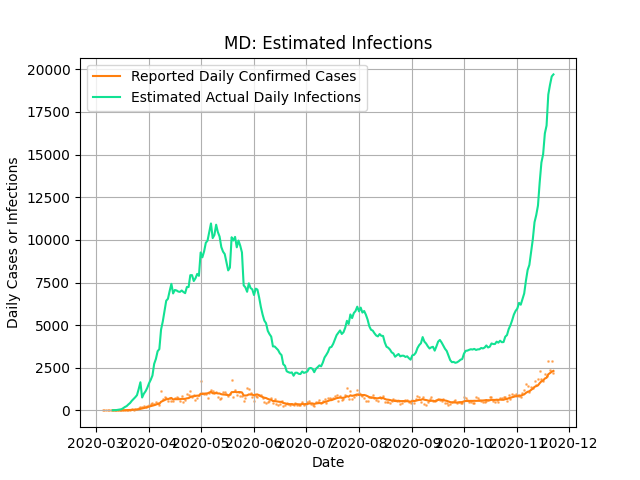 MD: Estimated Infections
Reported Daily Confirmed Cases
Estimated Actual Daily Infections
Daily Cases or Infections
20000
17500
15000
12500
10000
7500
5000
2500
0
2020-03 2020-04 2020-05 2020-06 2020-07 2020-08 2020-09 2020-10 2020-11 2020-12
Date